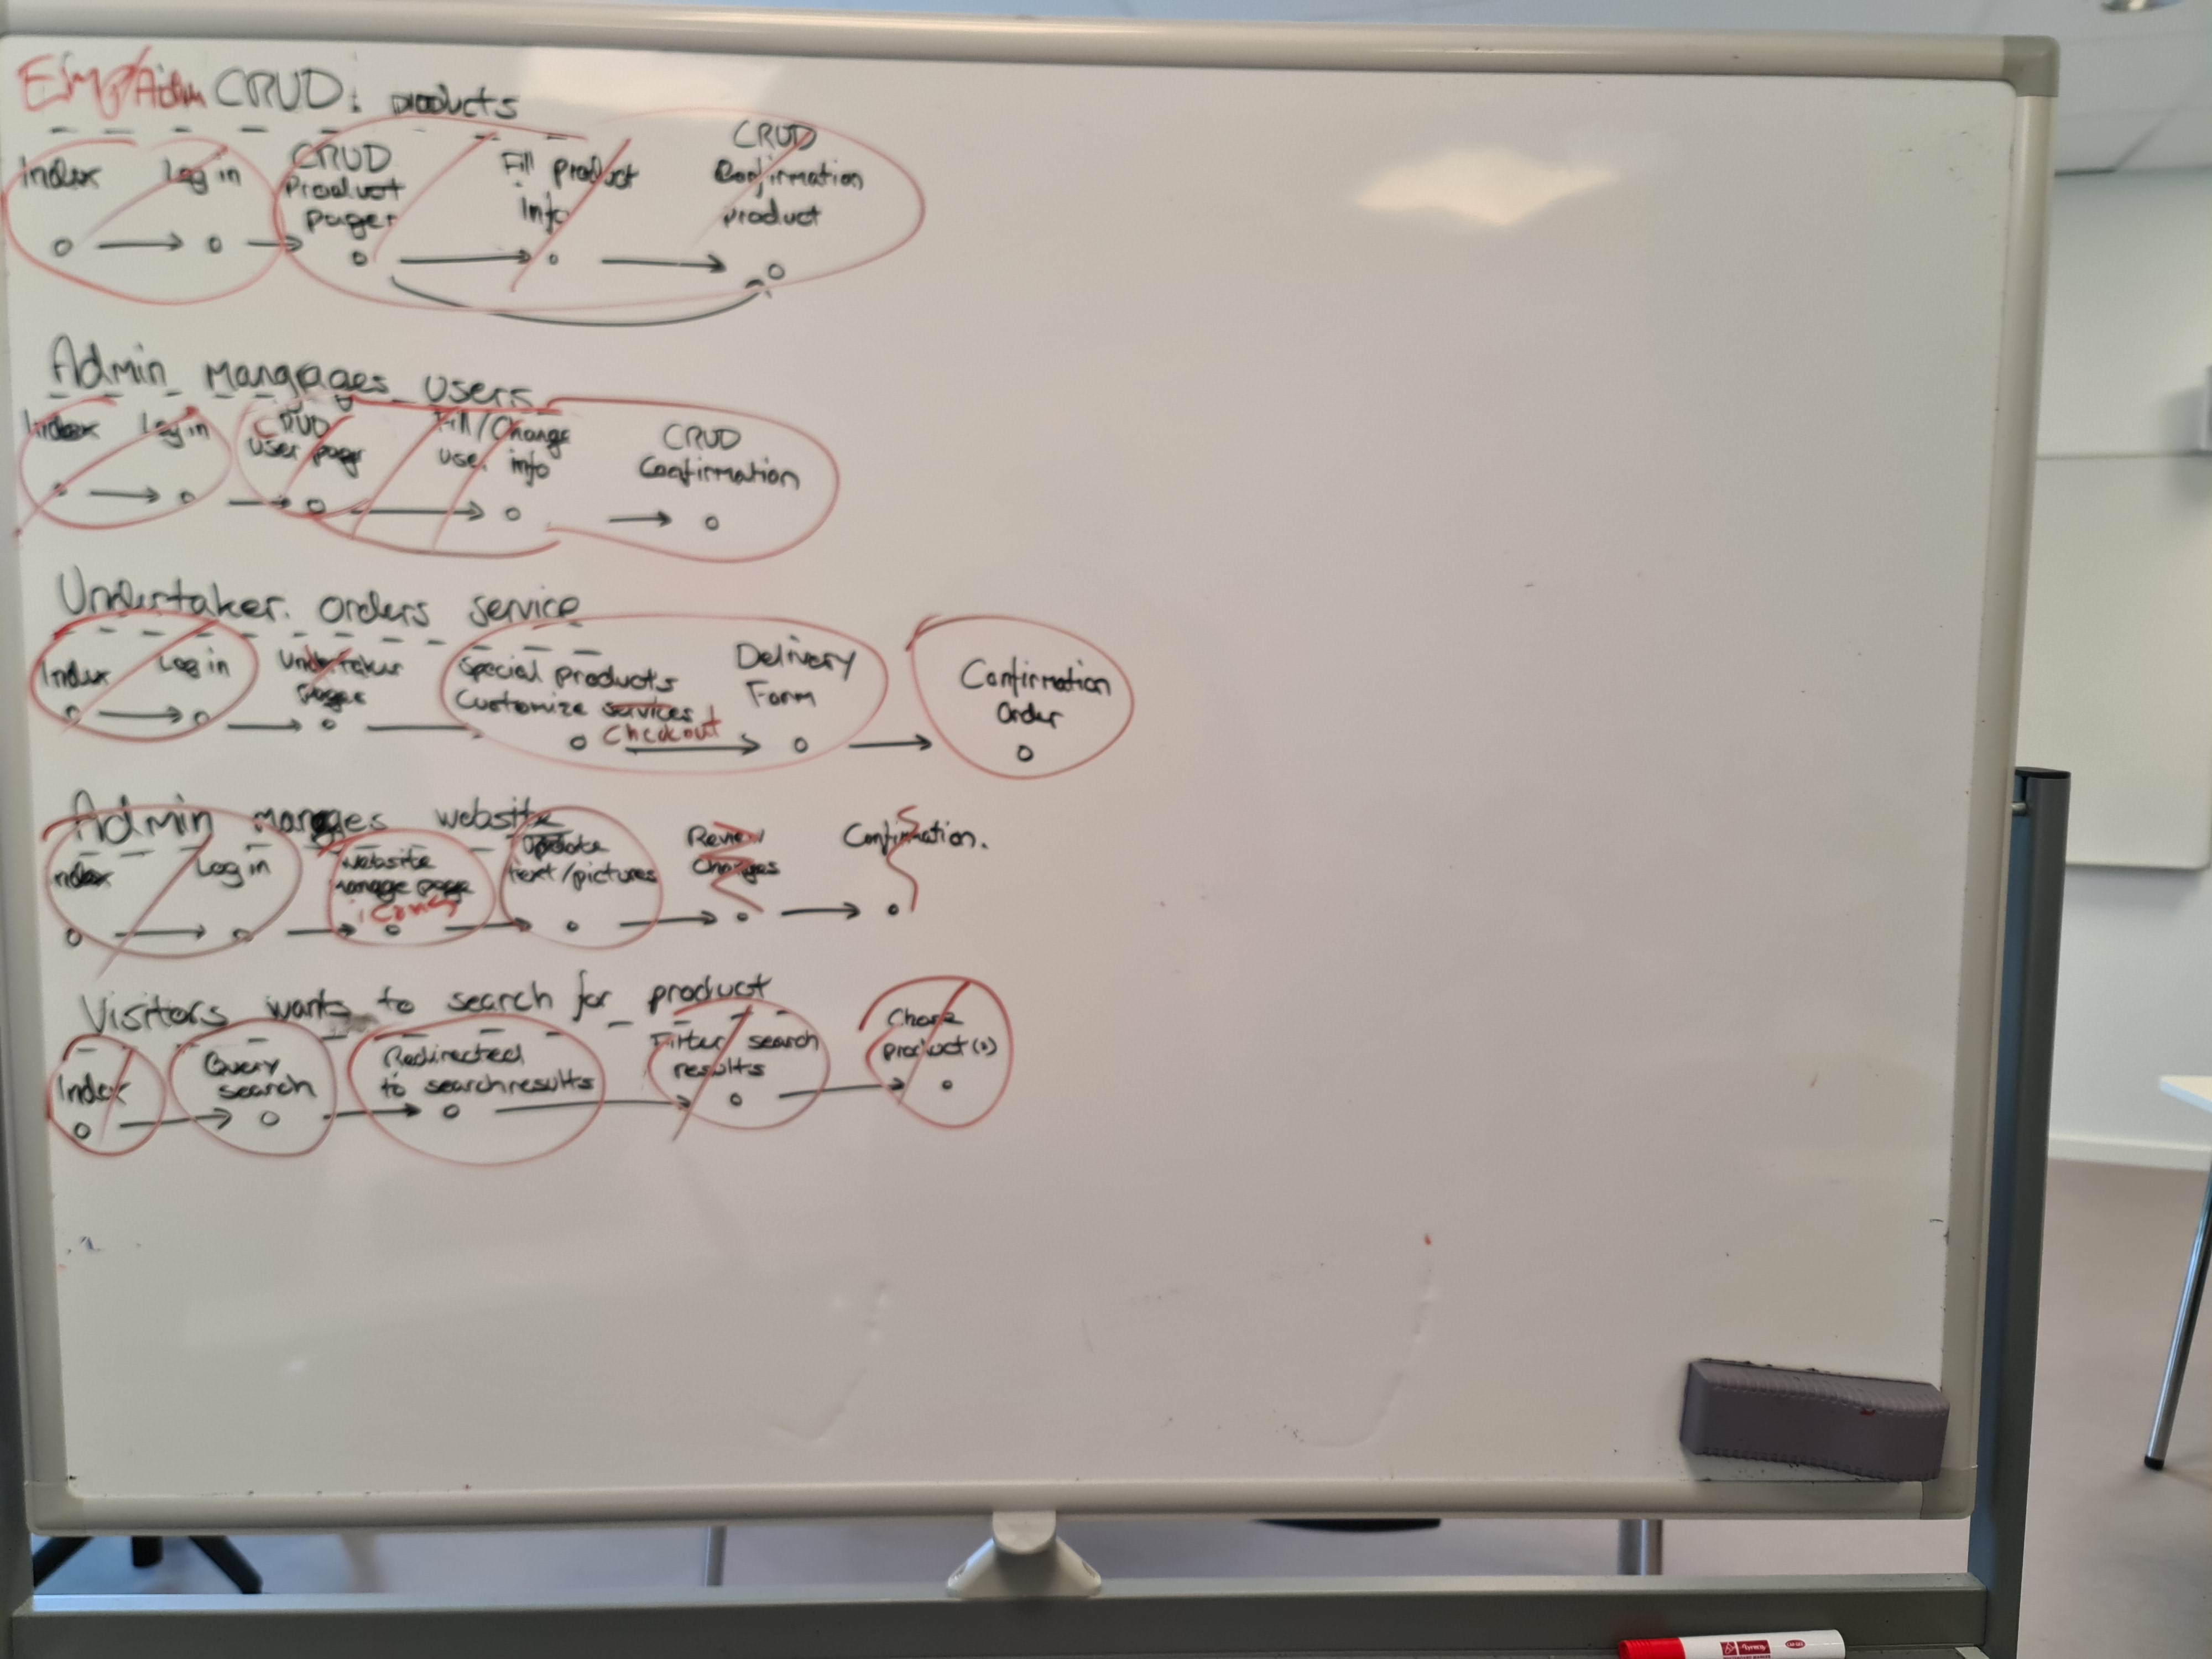 Emp/Adm CRUD: products
Index Log in CRUD Product pages Fill product info CRUD Confirmation product
Admin Mangages users
Index Log in CRUD user page Fill/Change user info CRUD Confirmation
Undertaker orders service
Index Log in Undertaker pages Special products Customize services Checkout Delivery Form Confirmation Order
Admin manages website
Index Log in website manage page icons Update text/pictures Review Changes Confirmation.
Visitors wants to search for product
Index Query search Redirected to searchresults Filter search results Chose product(s)